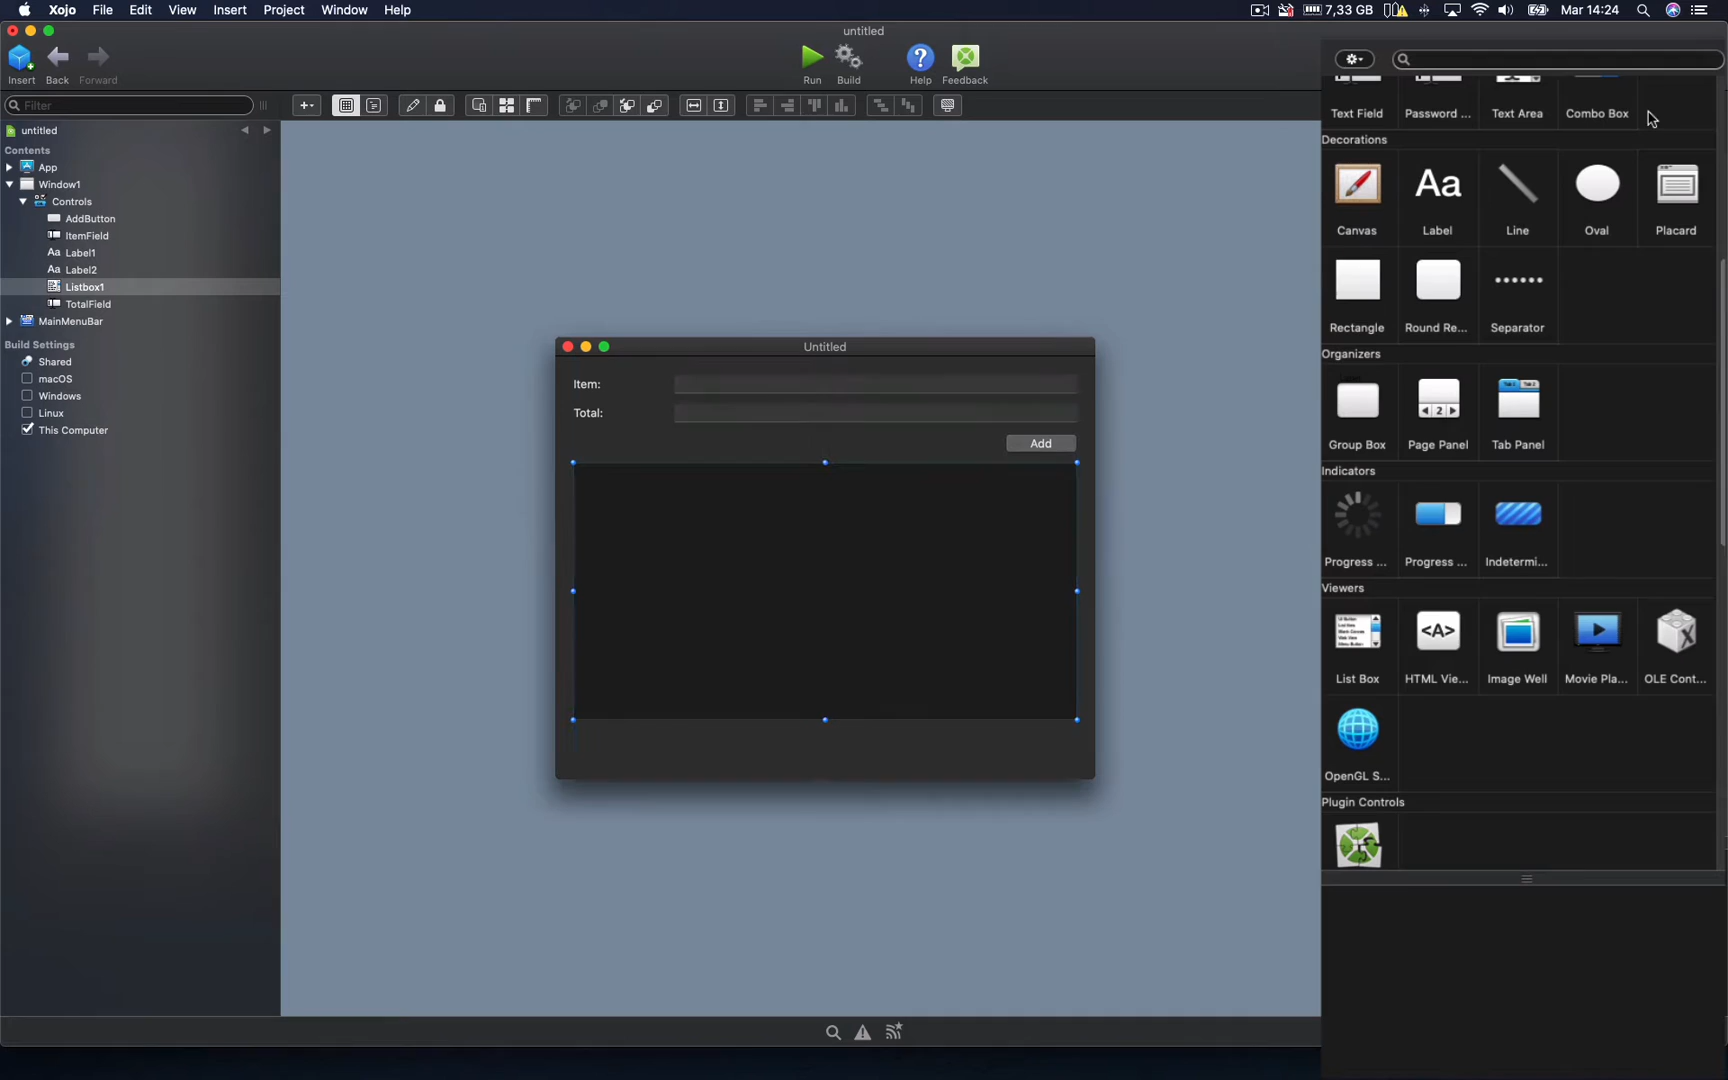 Xojo File Edit View Insert Project Window Help 7,33 GB Mar 14:24
untitled
Insert Back Forward Run Build Help Feedback
Filter
untitled
Contents
App
Window1
Controls
AddButton
ItemField
Label1
Label2
Listbox1
TotalField
MainMenuBar
Build Settings
Shared
macOS
Windows
Linux
This Computer
Untitled
Item:
Total:
Add
Text Field Password ... Text Area Combo Box
Decorations
Aa
Canvas Label Line Oval Placard
Rectangle Round Re... Separator
Organizers
Group Box Page Panel Tab Panel
Indicators
Progress ... Progress ... Indetermi...
Viewers
<A>
List Box HTML Vie... Image Well Movie Pla... OLE Cont...
OpenGL S...
Plugin Controls